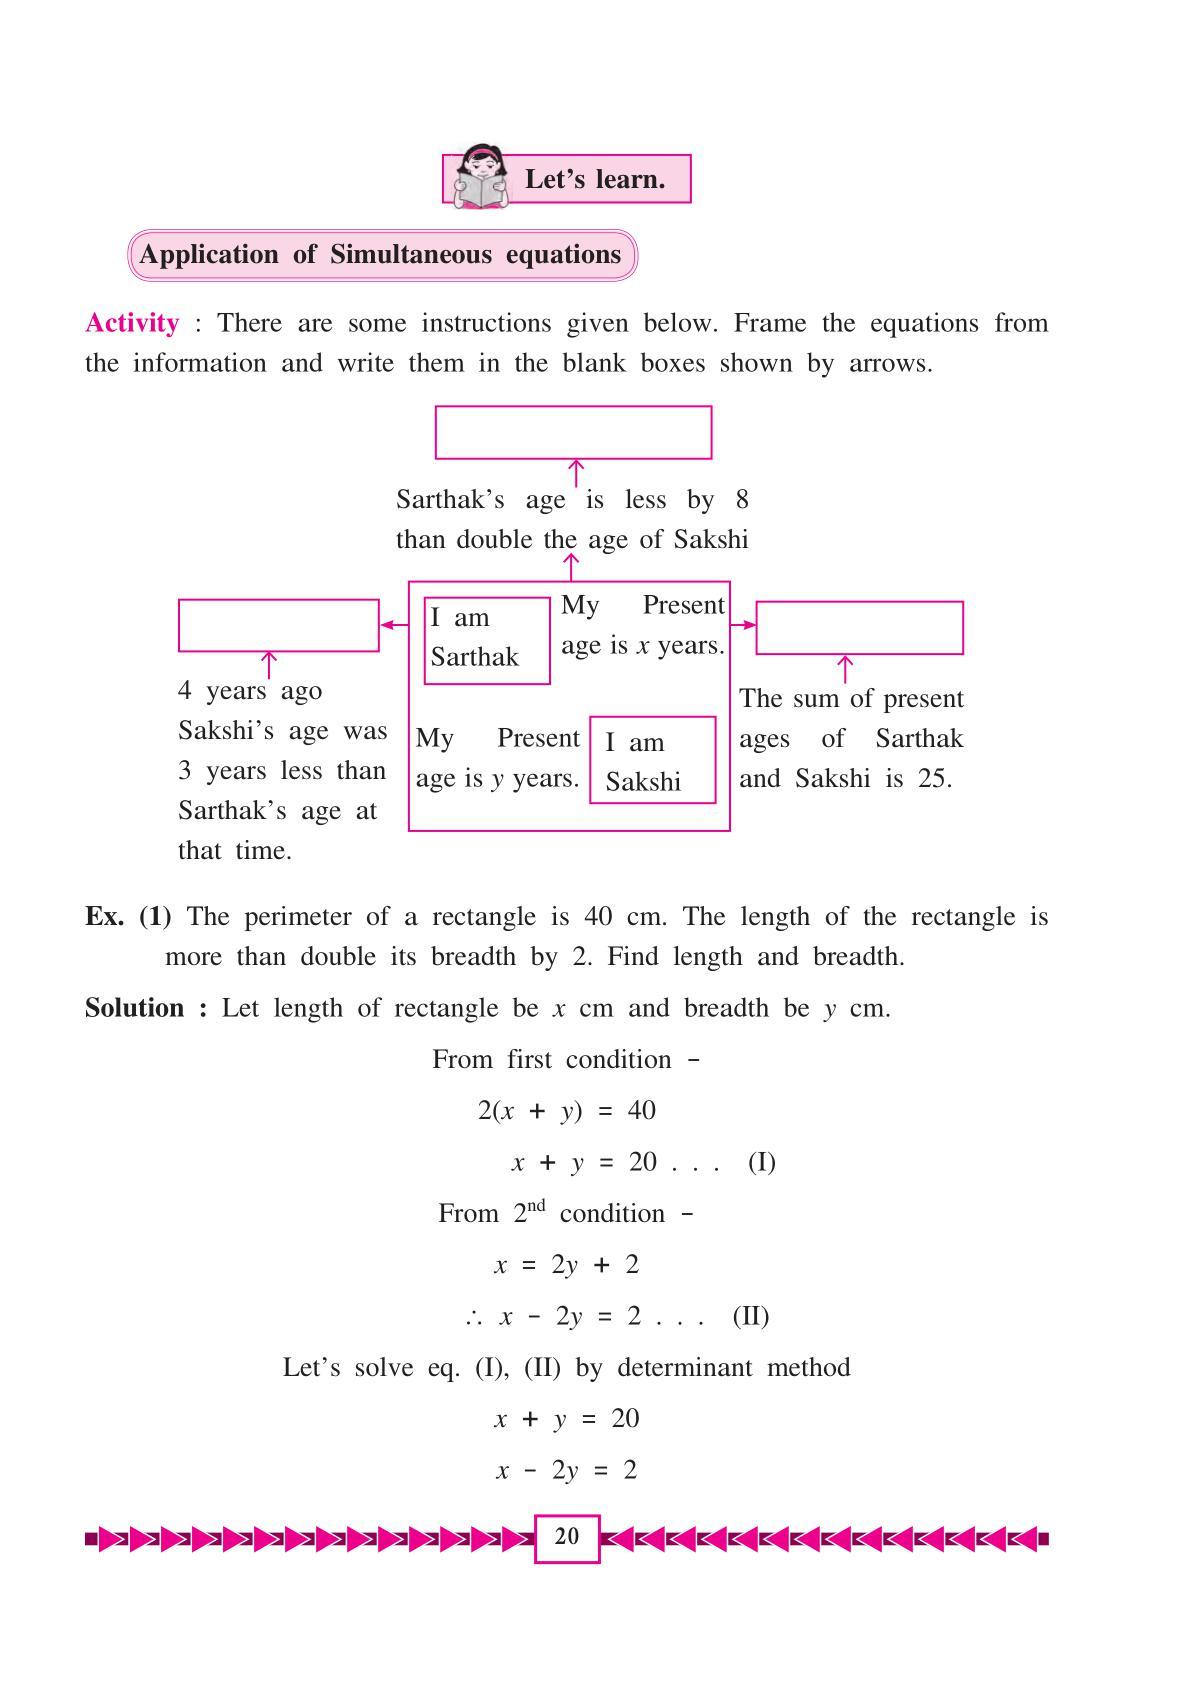 Let’s learn.
Application of Simultaneous equations
Activity : There are some instructions given below. Frame the equations from
the information and write them in the blank boxes shown by arrows.
Sarthak’s age is less by 8
than double the age of Sakshi
I am
Sarthak
My Present
age is x years.
4 years ago
Sakshi’s age was
3 years less than
Sarthak’s age at
that time.
My Present
age is y years.
I am
Sakshi
The sum of present
ages of Sarthak
and Sakshi is 25.
Ex. (1) The perimeter of a rectangle is 40 cm. The length of the rectangle is
more than double its breadth by 2. Find length and breadth.
Solution : Let length of rectangle be x cm and breadth be y cm.
From first condition -
2(x + y) = 40
x + y = 20 . . . (I)
From 2nd condition -
x = 2y + 2
∴ x - 2y = 2 . . . (II)
Let’s solve eq. (I), (II) by determinant method
x + y = 20
x - 2y = 2
20